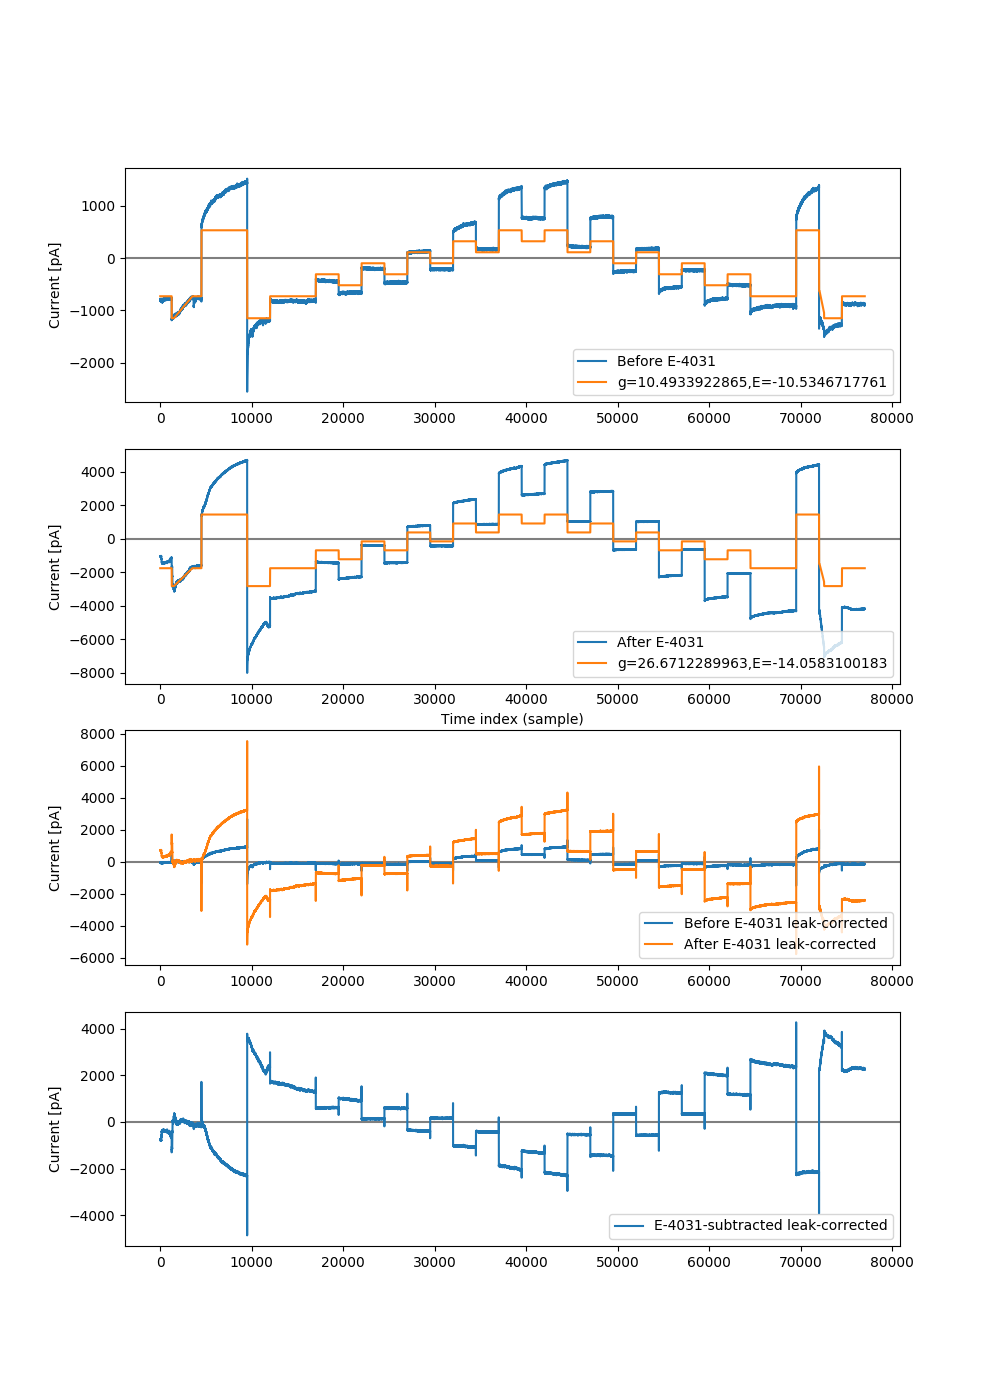 1000
0
−1000
−2000
Current [pA]
Before E-4031
g=10.4933922865,E=-10.5346717761
0 10000 20000 30000 40000 50000 60000 70000 80000
4000
2000
0
−2000
−4000
−6000
−8000
Current [pA]
After E-4031
g=26.6712289963,E=-14.0583100183
0 10000 20000 30000 40000 50000 60000 70000 80000
Time index (sample)
8000
6000
4000
2000
0
−2000
−4000
−6000
Current [pA]
Before E-4031 leak-corrected
After E-4031 leak-corrected
0 10000 20000 30000 40000 50000 60000 70000 80000
4000
2000
0
−2000
−4000
Current [pA]
E-4031-subtracted leak-corrected
0 10000 20000 30000 40000 50000 60000 70000 80000